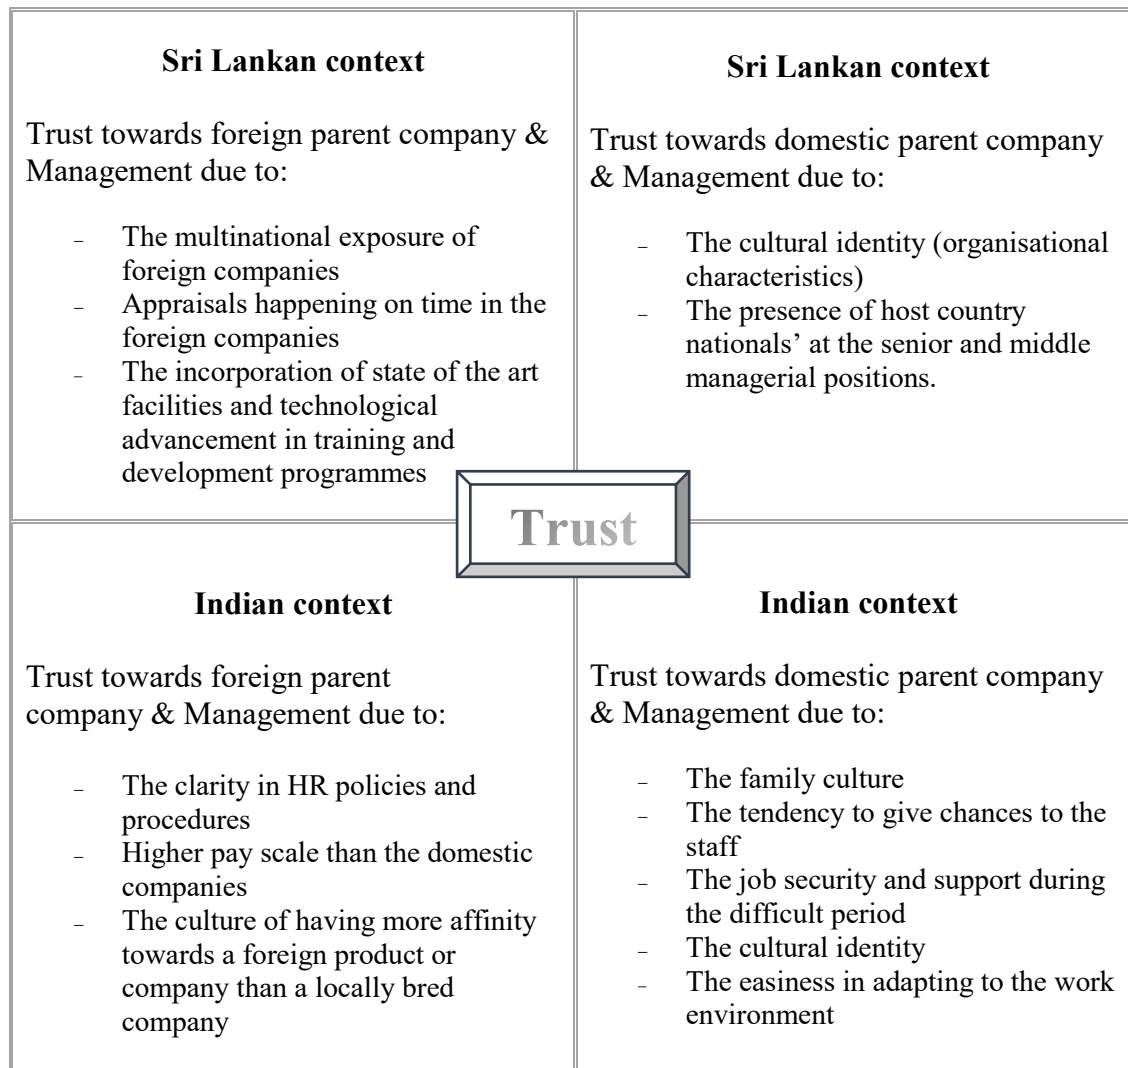 Sri Lankan context
Trust towards foreign parent company &
Management due to:
– The multinational exposure of
foreign companies
– Appraisals happening on time in the
foreign companies
– The incorporation of state of the art
facilities and technological
advancement in training and
development programmes
Sri Lankan context
Trust towards domestic parent company
& Management due to:
– The cultural identity (organisational
characteristics)
– The presence of host country
nationals’ at the senior and middle
managerial positions.
Trust
Indian context
Trust towards foreign parent
company & Management due to:
– The clarity in HR policies and
procedures
– Higher pay scale than the domestic
companies
– The culture of having more affinity
towards a foreign product or
company than a locally bred
company
Indian context
Trust towards domestic parent company
& Management due to:
– The family culture
– The tendency to give chances to the
staff
– The job security and support during
the difficult period
– The cultural identity
– The easiness in adapting to the work
environment